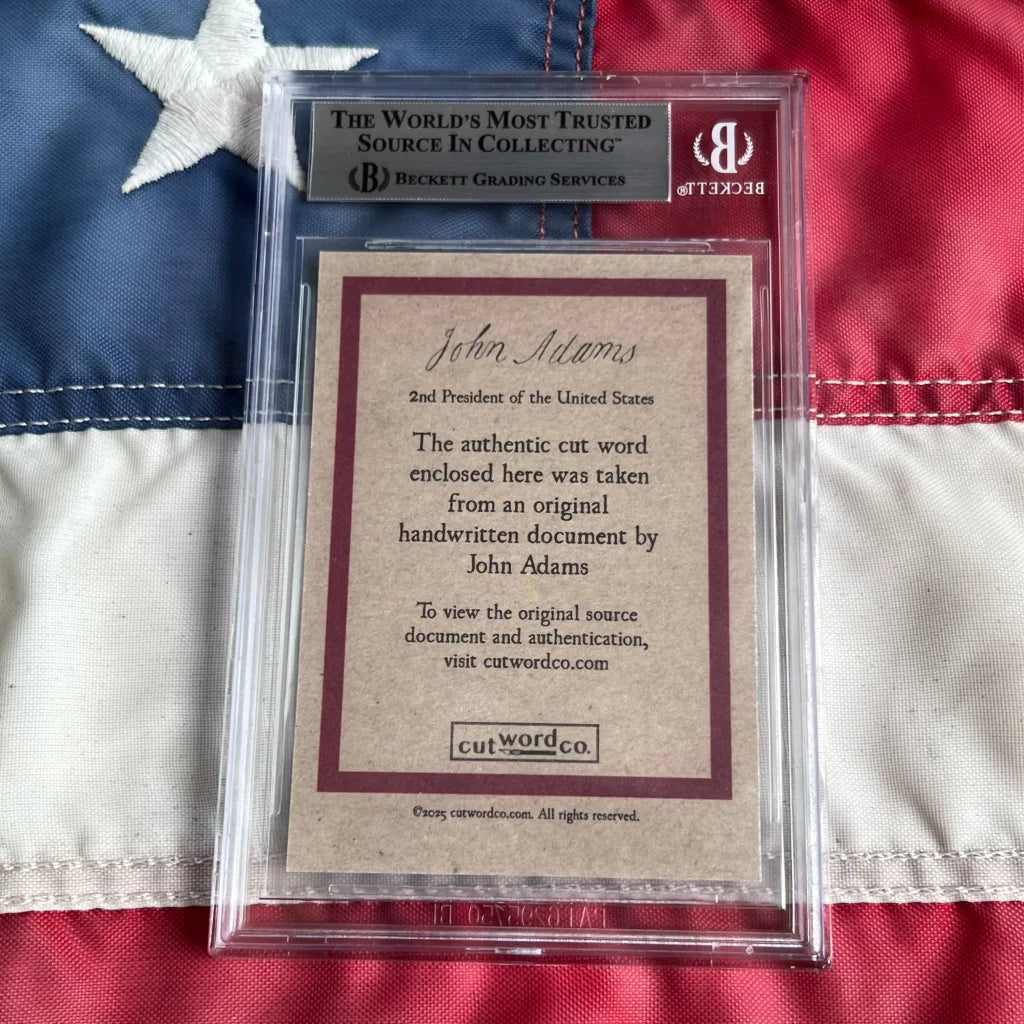 THE WORLD'S MOST TRUSTED
SOURCE IN COLLECTING™
B BECKETT GRADING SERVICES
B
BECKETT®
John Adams
2nd President of the United States
The authentic cut word
enclosed here was taken
from an original
handwritten document by
John Adams
To view the original source
document and authentication,
visit cutwordco.com
cut word co.
©2025 cutwordco.com. All rights reserved.